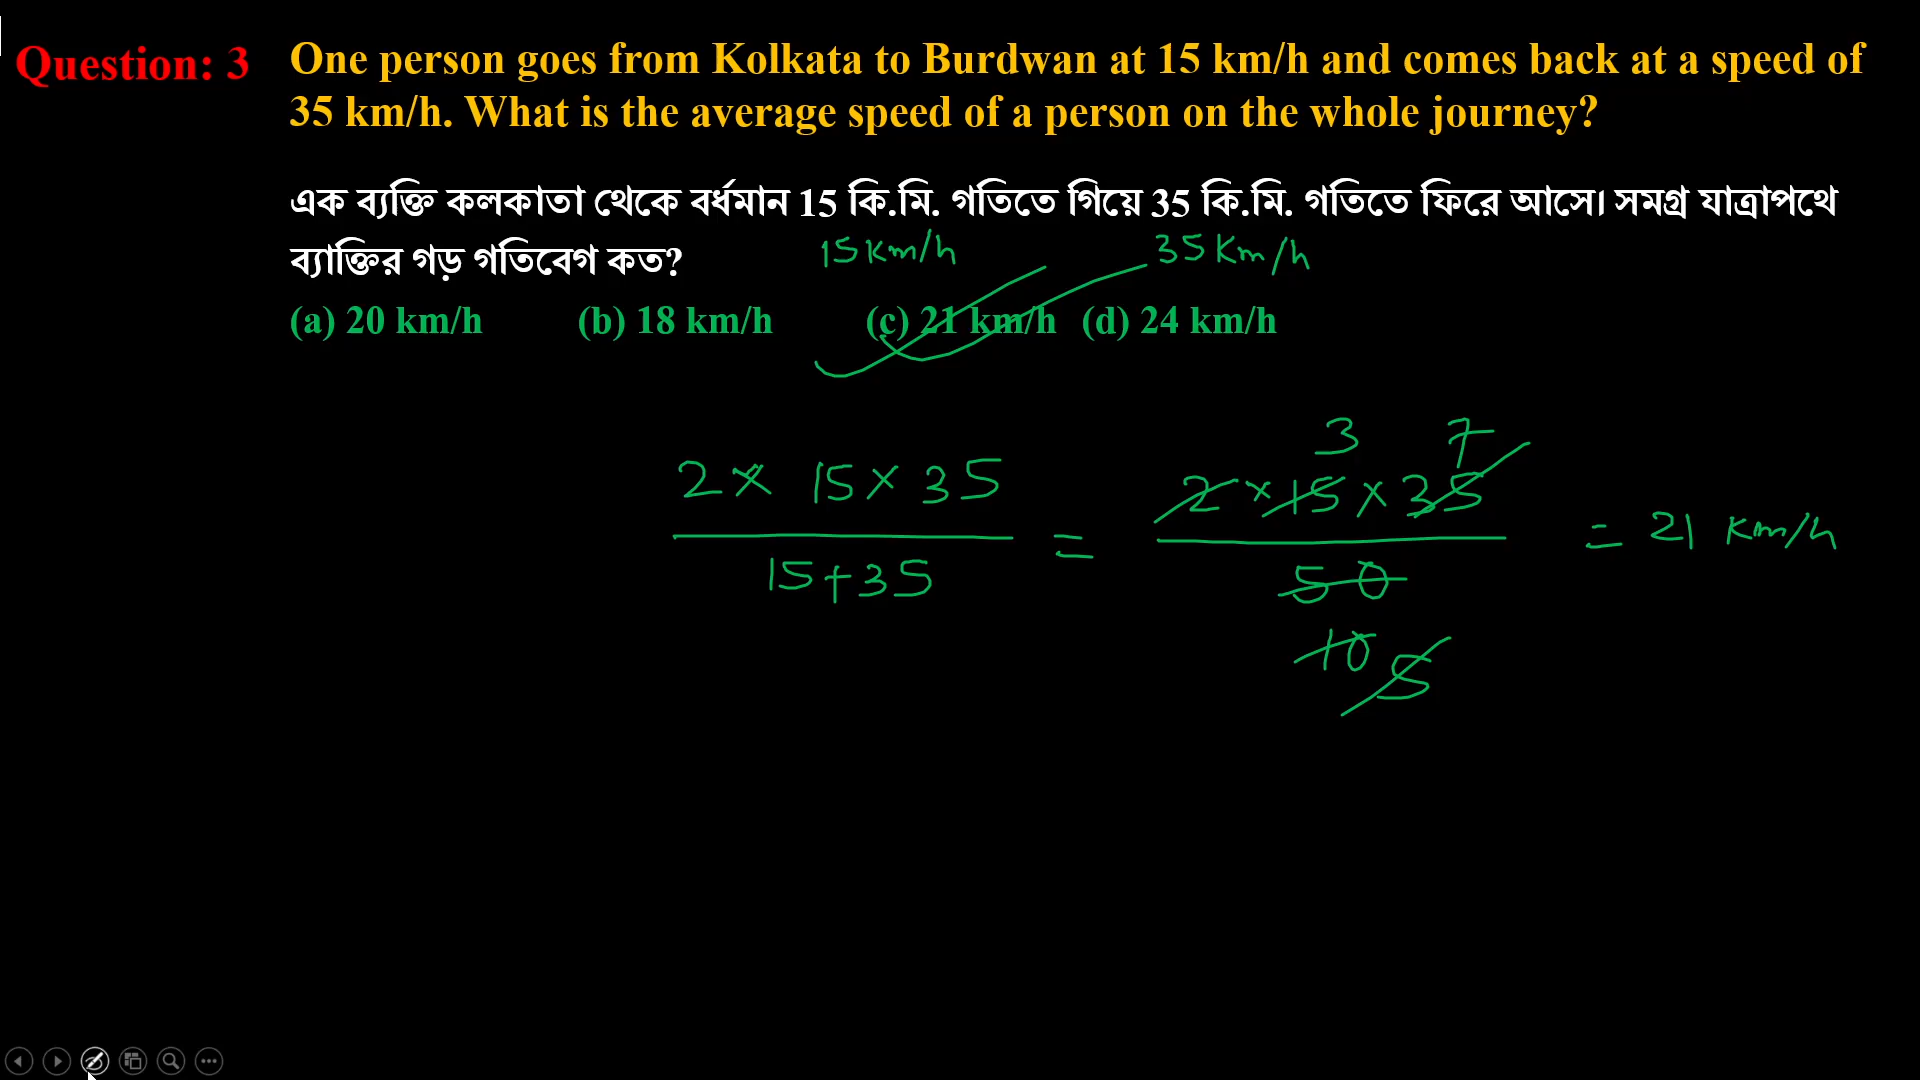 Question: 3
One person goes from Kolkata to Burdwan at 15 km/h and comes back at a speed of
35 km/h. What is the average speed of a person on the whole journey?
এক ব্যক্তি কলকাতা থেকে বর্ধমান 15 কি.মি. গতিতে গিয়ে 35 কি.মি. গতিতে ফিরে আসে। সমগ্র যাত্রাপথে
ব্যাক্তির গড় গতিবেগ কত?
15 Km/h 35 Km/h
(a) 20 km/h (b) 18 km/h (c) 21 km/h (d) 24 km/h
3 7
2 × 15 × 35 2 × 15 × 35
= = 21 Km/h
15+35 50
10 5